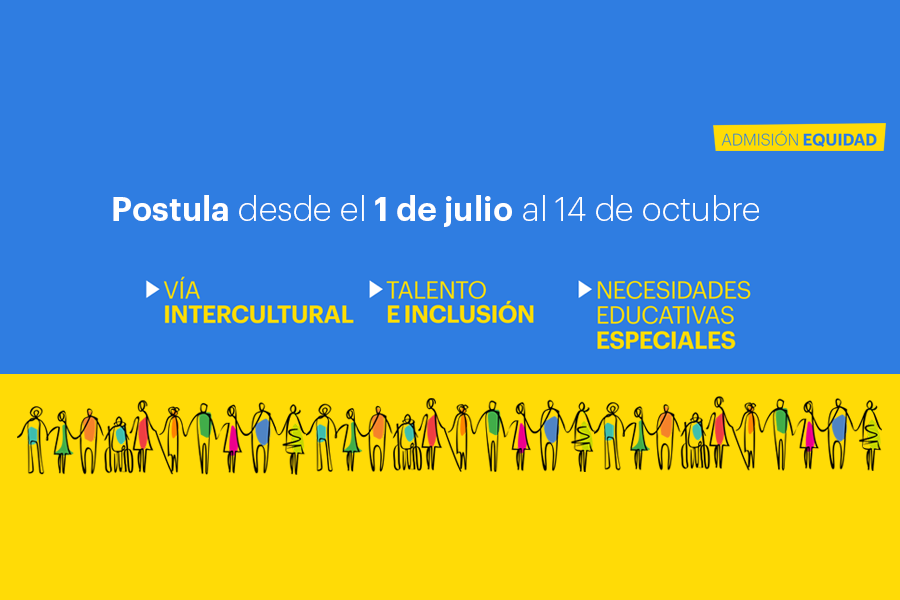 ADMISIÓN EQUIDAD
Postula desde el 1 de julio al 14 de octubre
VÍA
INTERCULTURAL
TALENTO
E INCLUSIÓN
NECESIDADES
EDUCATIVAS
ESPECIALES